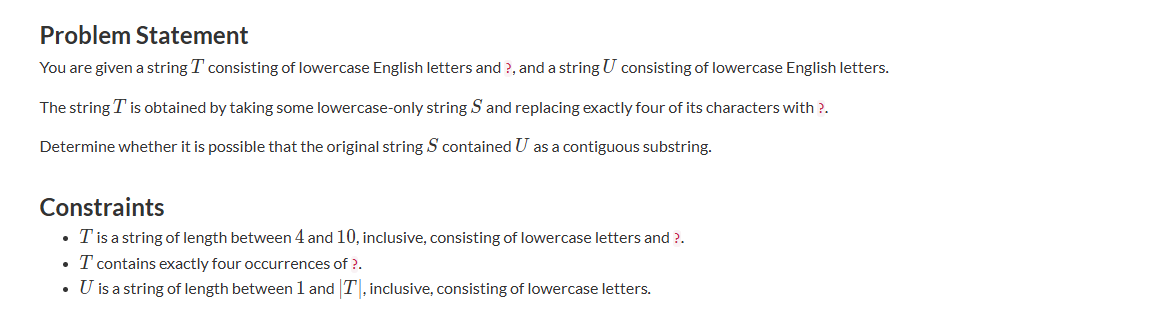 Problem Statement
You are given a string T consisting of lowercase English letters and ?, and a string U consisting of lowercase English letters.
The string T is obtained by taking some lowercase-only string S and replacing exactly four of its characters with ?.
Determine whether it is possible that the original string S contained U as a contiguous substring.
Constraints
• T is a string of length between 4 and 10, inclusive, consisting of lowercase letters and ?.
• T contains exactly four occurrences of ?.
• U is a string of length between 1 and |T|, inclusive, consisting of lowercase letters.